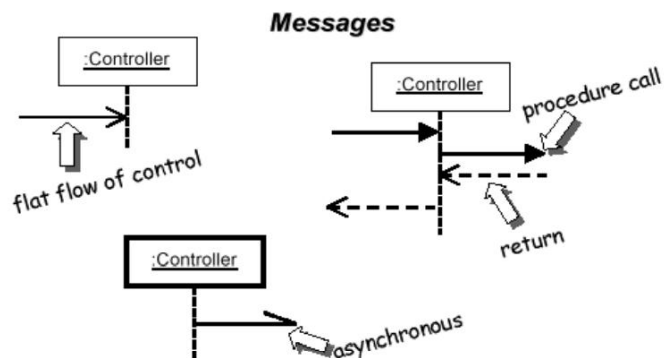 Messages
:Controller
flat flow of control
:Controller
procedure call
return
:Controller
asynchronous